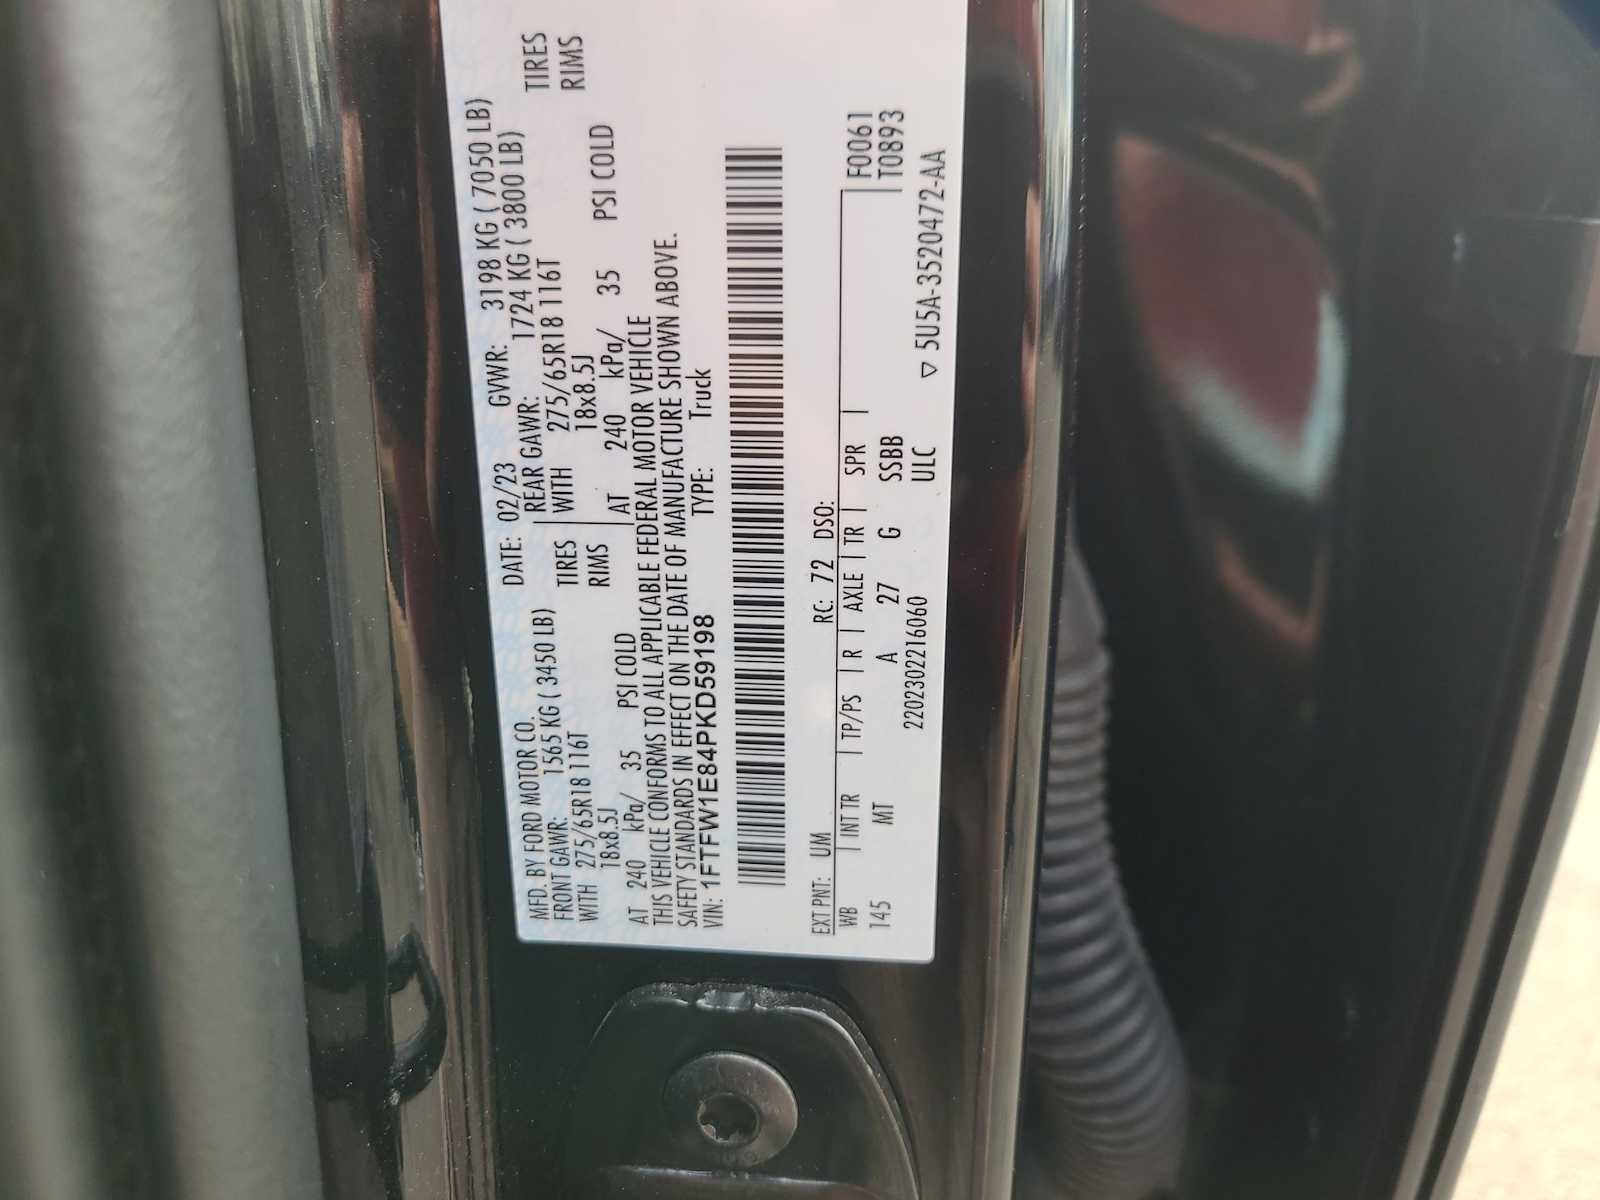 MFD. BY FORD MOTOR CO. DATE: 02/23 GVWR: 3198 KG ( 7050 LB)
FRONT GAWR: 1565 KG ( 3450 LB) REAR GAWR: 1724 KG ( 3800 LB)
WITH 275/65R18 116T TIRES WITH 275/65R18 116T TIRES
18x8.5J RIMS 18x8.5J RIMS
AT 240 kPa/ 35 PSI COLD AT 240 kPa/ 35 PSI COLD
THIS VEHICLE CONFORMS TO ALL APPLICABLE FEDERAL MOTOR VEHICLE
SAFETY STANDARDS IN EFFECT ON THE DATE OF MANUFACTURE SHOWN ABOVE.
VIN: 1FTFW1E84PKD59198 TYPE: Truck
EXT PNT: UM RC: 72 DSO:
WB | INT TR | TP/PS | R | AXLE | TR | SPR | F0061
145 MT A 27 G SSBB | T0893
2202302216060 ULC
▽ 5U5A-3520472-AA